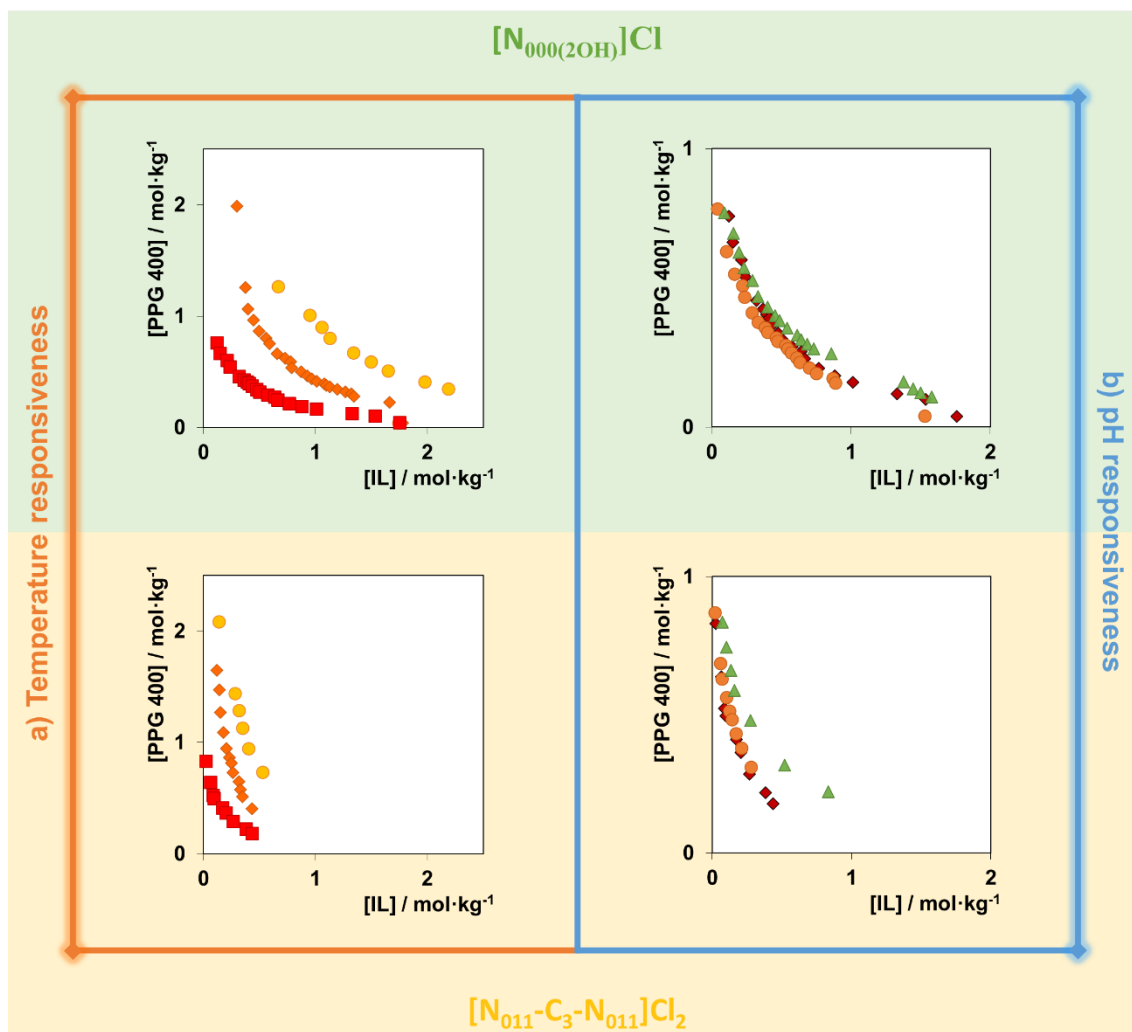 [N000(2OH)]Cl
a) Temperature responsiveness
b) pH responsiveness
[PPG 400] / mol·kg-1
2
1
0
0 1 2
[IL] / mol·kg-1
[PPG 400] / mol·kg-1
1
0
0 1 2
[IL] / mol·kg-1
[PPG 400] / mol·kg-1
2
1
0
0 1 2
[IL] / mol·kg-1
[PPG 400] / mol·kg-1
1
0
0 1 2
[IL] / mol·kg-1
[N011-C3-N011]Cl2